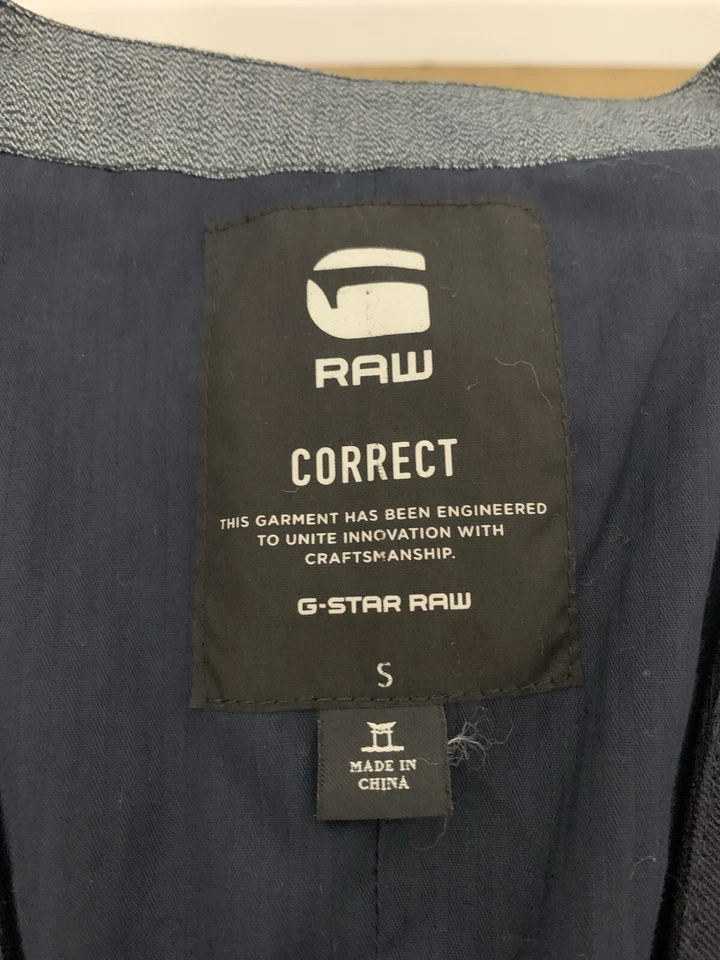 RAW
CORRECT
THIS GARMENT HAS BEEN ENGINEERED
TO UNITE INNOVATION WITH
CRAFTSMANSHIP.
G-STAR RAW
S
MADE IN
CHINA